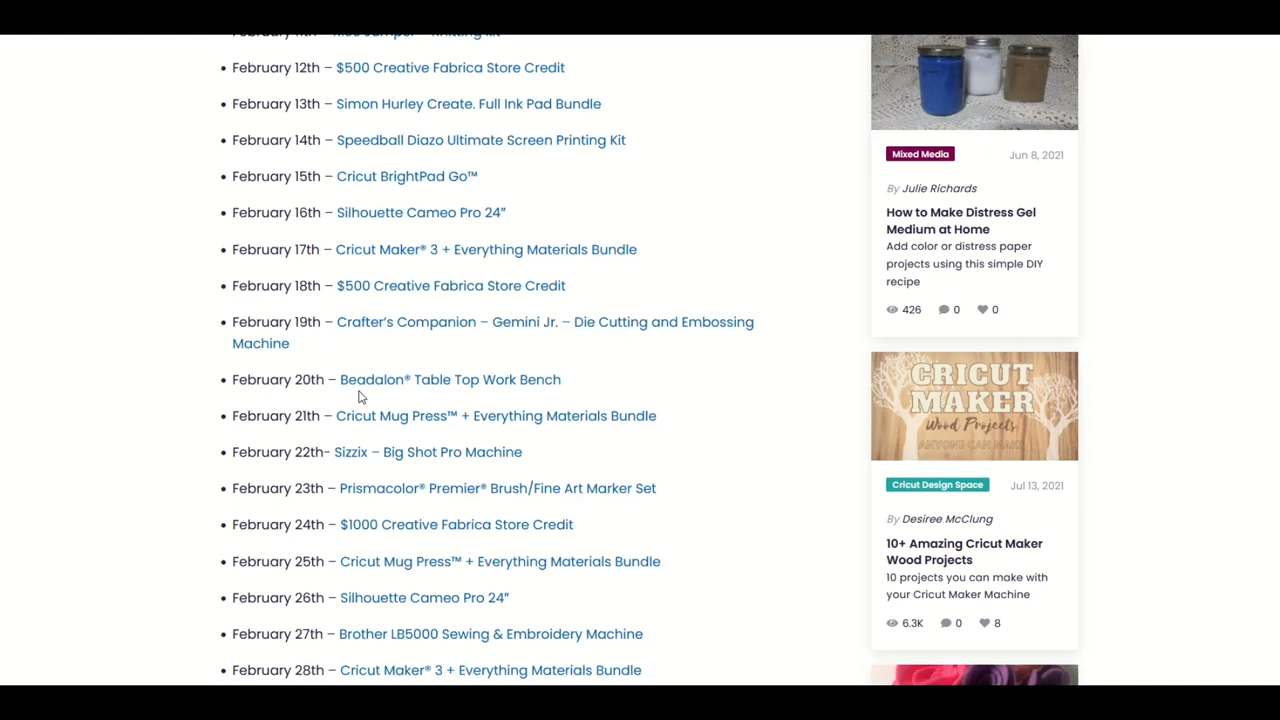 February 12th – $500 Creative Fabrica Store Credit
February 13th – Simon Hurley Create. Full Ink Pad Bundle
February 14th – Speedball Diazo Ultimate Screen Printing Kit
February 15th – Cricut BrightPad Go™
February 16th – Silhouette Cameo Pro 24″
February 17th – Cricut Maker® 3 + Everything Materials Bundle
February 18th – $500 Creative Fabrica Store Credit
February 19th – Crafter’s Companion – Gemini Jr. – Die Cutting and Embossing
Machine
February 20th – Beadalon® Table Top Work Bench
February 21th – Cricut Mug Press™ + Everything Materials Bundle
February 22th- Sizzix – Big Shot Pro Machine
February 23th – Prismacolor® Premier® Brush/Fine Art Marker Set
February 24th – $1000 Creative Fabrica Store Credit
February 25th – Cricut Mug Press™ + Everything Materials Bundle
February 26th – Silhouette Cameo Pro 24″
February 27th – Brother LB5000 Sewing & Embroidery Machine
February 28th – Cricut Maker® 3 + Everything Materials Bundle
Mixed Media Jun 8, 2021
By Julie Richards
How to Make Distress Gel
Medium at Home
Add color or distress paper
projects using this simple DIY
recipe
426 0 0
CRICUT
MAKER
Wood Projects
ANYONE CAN MAKE
Cricut Design Space Jul 13, 2021
By Desiree McClung
10+ Amazing Cricut Maker
Wood Projects
10 projects you can make with
your Cricut Maker Machine
6.3K 0 8